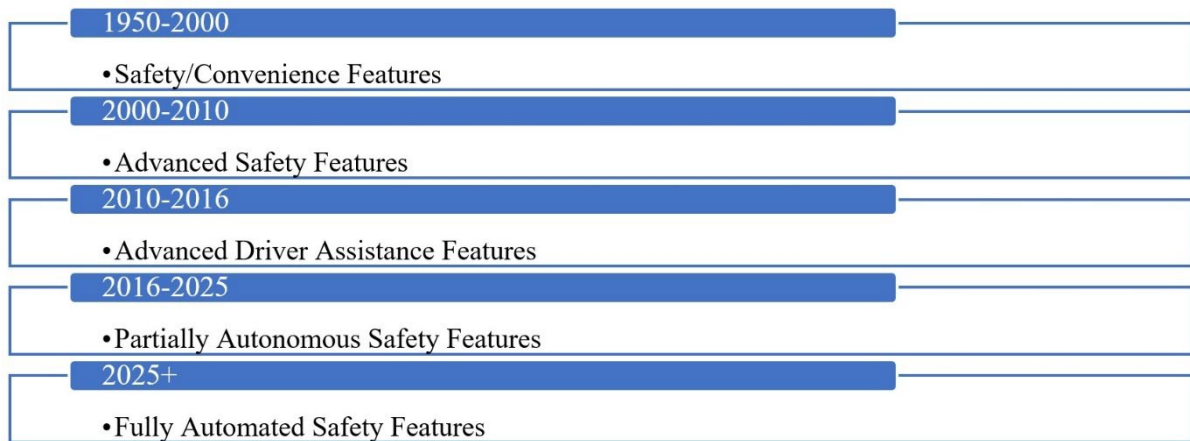 1950-2000
•Safety/Convenience Features
2000-2010
•Advanced Safety Features
2010-2016
•Advanced Driver Assistance Features
2016-2025
•Partially Autonomous Safety Features
2025+
•Fully Automated Safety Features